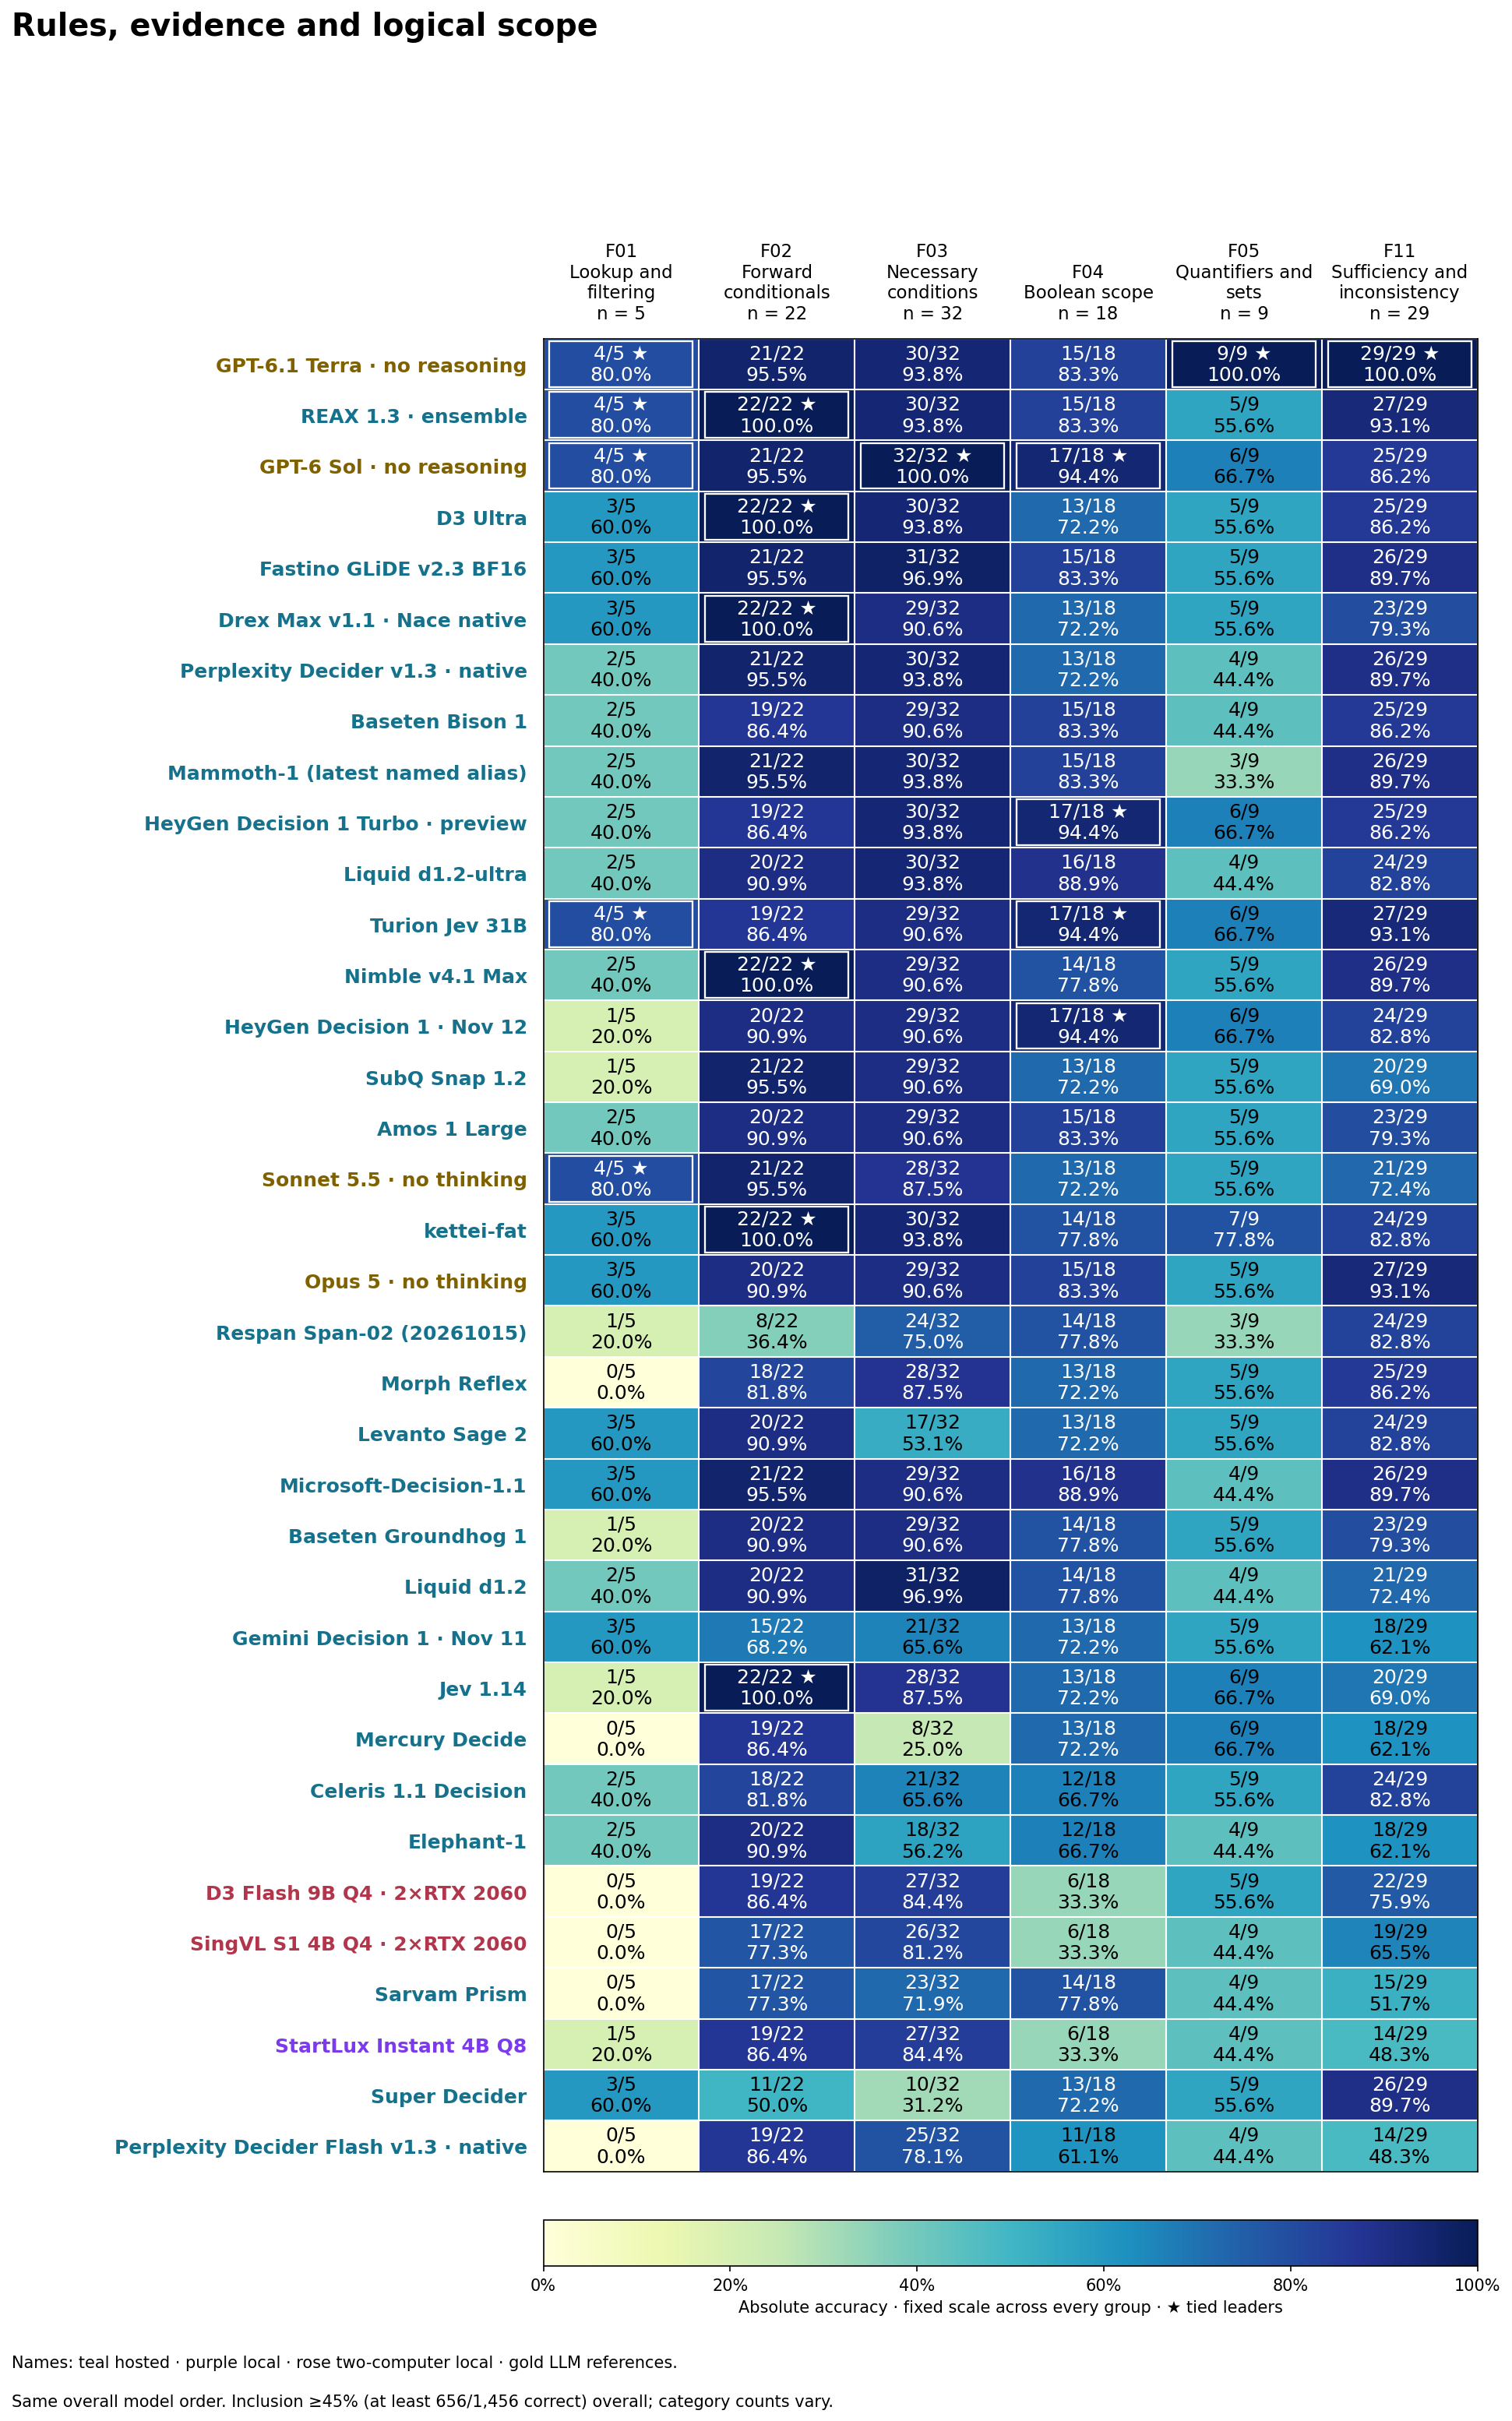 Rules, evidence and logical scope
F01
Lookup and
filtering
n = 5
F02
Forward
conditionals
n = 22
F03
Necessary
conditions
n = 32
F04
Boolean scope
n = 18
F05
Quantifiers and
sets
n = 9
F11
Sufficiency and
inconsistency
n = 29
GPT-6.1 Terra · no reasoning
4/5 ★ 21/22 30/32 15/18 9/9 ★ 29/29 ★
80.0% 95.5% 93.8% 83.3% 100.0% 100.0%
REAX 1.3 · ensemble
4/5 ★ 22/22 ★ 30/32 15/18 5/9 27/29
80.0% 100.0% 93.8% 83.3% 55.6% 93.1%
GPT-6 Sol · no reasoning
4/5 ★ 21/22 32/32 ★ 17/18 ★ 6/9 25/29
80.0% 95.5% 100.0% 94.4% 66.7% 86.2%
D3 Ultra
3/5 22/22 ★ 30/32 13/18 5/9 25/29
60.0% 100.0% 93.8% 72.2% 55.6% 86.2%
Fastino GLiDE v2.3 BF16
3/5 21/22 31/32 15/18 5/9 26/29
60.0% 95.5% 96.9% 83.3% 55.6% 89.7%
Drex Max v1.1 · Nace native
3/5 22/22 ★ 29/32 13/18 5/9 23/29
60.0% 100.0% 90.6% 72.2% 55.6% 79.3%
Perplexity Decider v1.3 · native
2/5 21/22 30/32 13/18 4/9 26/29
40.0% 95.5% 93.8% 72.2% 44.4% 89.7%
Baseten Bison 1
2/5 19/22 29/32 15/18 4/9 25/29
40.0% 86.4% 90.6% 83.3% 44.4% 86.2%
Mammoth-1 (latest named alias)
2/5 21/22 30/32 15/18 3/9 26/29
40.0% 95.5% 93.8% 83.3% 33.3% 89.7%
HeyGen Decision 1 Turbo · preview
2/5 19/22 30/32 17/18 ★ 6/9 25/29
40.0% 86.4% 93.8% 94.4% 66.7% 86.2%
Liquid d1.2-ultra
2/5 20/22 30/32 16/18 4/9 24/29
40.0% 90.9% 93.8% 88.9% 44.4% 82.8%
Turion Jev 31B
4/5 ★ 19/22 29/32 17/18 ★ 6/9 27/29
80.0% 86.4% 90.6% 94.4% 66.7% 93.1%
Nimble v4.1 Max
2/5 22/22 ★ 29/32 14/18 5/9 26/29
40.0% 100.0% 90.6% 77.8% 55.6% 89.7%
HeyGen Decision 1 · Nov 12
1/5 20/22 29/32 17/18 ★ 6/9 24/29
20.0% 90.9% 90.6% 94.4% 66.7% 82.8%
SubQ Snap 1.2
1/5 21/22 29/32 13/18 5/9 20/29
20.0% 95.5% 90.6% 72.2% 55.6% 69.0%
Amos 1 Large
2/5 20/22 29/32 15/18 5/9 23/29
40.0% 90.9% 90.6% 83.3% 55.6% 79.3%
Sonnet 5.5 · no thinking
4/5 ★ 21/22 28/32 13/18 5/9 21/29
80.0% 95.5% 87.5% 72.2% 55.6% 72.4%
kettei-fat
3/5 22/22 ★ 30/32 14/18 7/9 24/29
60.0% 100.0% 93.8% 77.8% 77.8% 82.8%
Opus 5 · no thinking
3/5 20/22 29/32 15/18 5/9 27/29
60.0% 90.9% 90.6% 83.3% 55.6% 93.1%
Respan Span-02 (20261015)
1/5 8/22 24/32 14/18 3/9 24/29
20.0% 36.4% 75.0% 77.8% 33.3% 82.8%
Morph Reflex
0/5 18/22 28/32 13/18 5/9 25/29
0.0% 81.8% 87.5% 72.2% 55.6% 86.2%
Levanto Sage 2
3/5 20/22 17/32 13/18 5/9 24/29
60.0% 90.9% 53.1% 72.2% 55.6% 82.8%
Microsoft-Decision-1.1
3/5 21/22 29/32 16/18 4/9 26/29
60.0% 95.5% 90.6% 88.9% 44.4% 89.7%
Baseten Groundhog 1
1/5 20/22 29/32 14/18 5/9 23/29
20.0% 90.9% 90.6% 77.8% 55.6% 79.3%
Liquid d1.2
2/5 20/22 31/32 14/18 4/9 21/29
40.0% 90.9% 96.9% 77.8% 44.4% 72.4%
Gemini Decision 1 · Nov 11
3/5 15/22 21/32 13/18 5/9 18/29
60.0% 68.2% 65.6% 72.2% 55.6% 62.1%
Jev 1.14
1/5 22/22 ★ 28/32 13/18 6/9 20/29
20.0% 100.0% 87.5% 72.2% 66.7% 69.0%
Mercury Decide
0/5 19/22 8/32 13/18 6/9 18/29
0.0% 86.4% 25.0% 72.2% 66.7% 62.1%
Celeris 1.1 Decision
2/5 18/22 21/32 12/18 5/9 24/29
40.0% 81.8% 65.6% 66.7% 55.6% 82.8%
Elephant-1
2/5 20/22 18/32 12/18 4/9 18/29
40.0% 90.9% 56.2% 66.7% 44.4% 62.1%
D3 Flash 9B Q4 · 2×RTX 2060
0/5 19/22 27/32 6/18 5/9 22/29
0.0% 86.4% 84.4% 33.3% 55.6% 75.9%
SingVL S1 4B Q4 · 2×RTX 2060
0/5 17/22 26/32 6/18 4/9 19/29
0.0% 77.3% 81.2% 33.3% 44.4% 65.5%
Sarvam Prism
0/5 17/22 23/32 14/18 4/9 15/29
0.0% 77.3% 71.9% 77.8% 44.4% 51.7%
StartLux Instant 4B Q8
1/5 19/22 27/32 6/18 4/9 14/29
20.0% 86.4% 84.4% 33.3% 44.4% 48.3%
Super Decider
3/5 11/22 10/32 13/18 5/9 26/29
60.0% 50.0% 31.2% 72.2% 55.6% 89.7%
Perplexity Decider Flash v1.3 · native
0/5 19/22 25/32 11/18 4/9 14/29
0.0% 86.4% 78.1% 61.1% 44.4% 48.3%
0% 20% 40% 60% 80% 100%
Absolute accuracy · fixed scale across every group · ★ tied leaders
Names: teal hosted · purple local · rose two-computer local · gold LLM references.
Same overall model order. Inclusion ≥45% (at least 656/1,456 correct) overall; category counts vary.